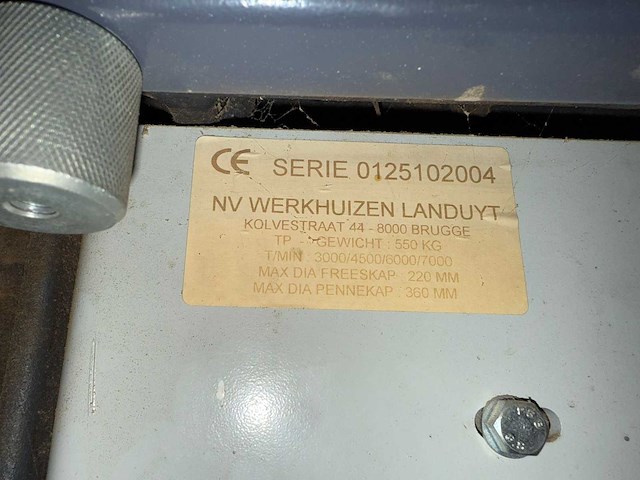 CE SERIE 0125102004
NV WERKHUIZEN LANDUYT
KOLVESTRAAT 44 - 8000 BRUGGE
TP - GEWICHT : 550 KG
T/MIN : 3000/4500/6000/7000
MAX DIA FREESKAP : 220 MM
MAX DIA PENNEKAP : 360 MM